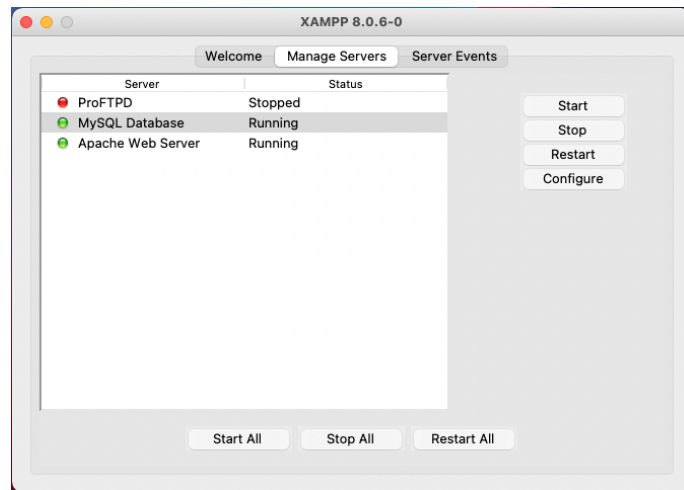 XAMPP 8.0.6-0
Welcome Manage Servers Server Events
Server Status
ProFTPD Stopped
MySQL Database Running
Apache Web Server Running
Start
Stop
Restart
Configure
Start All Stop All Restart All